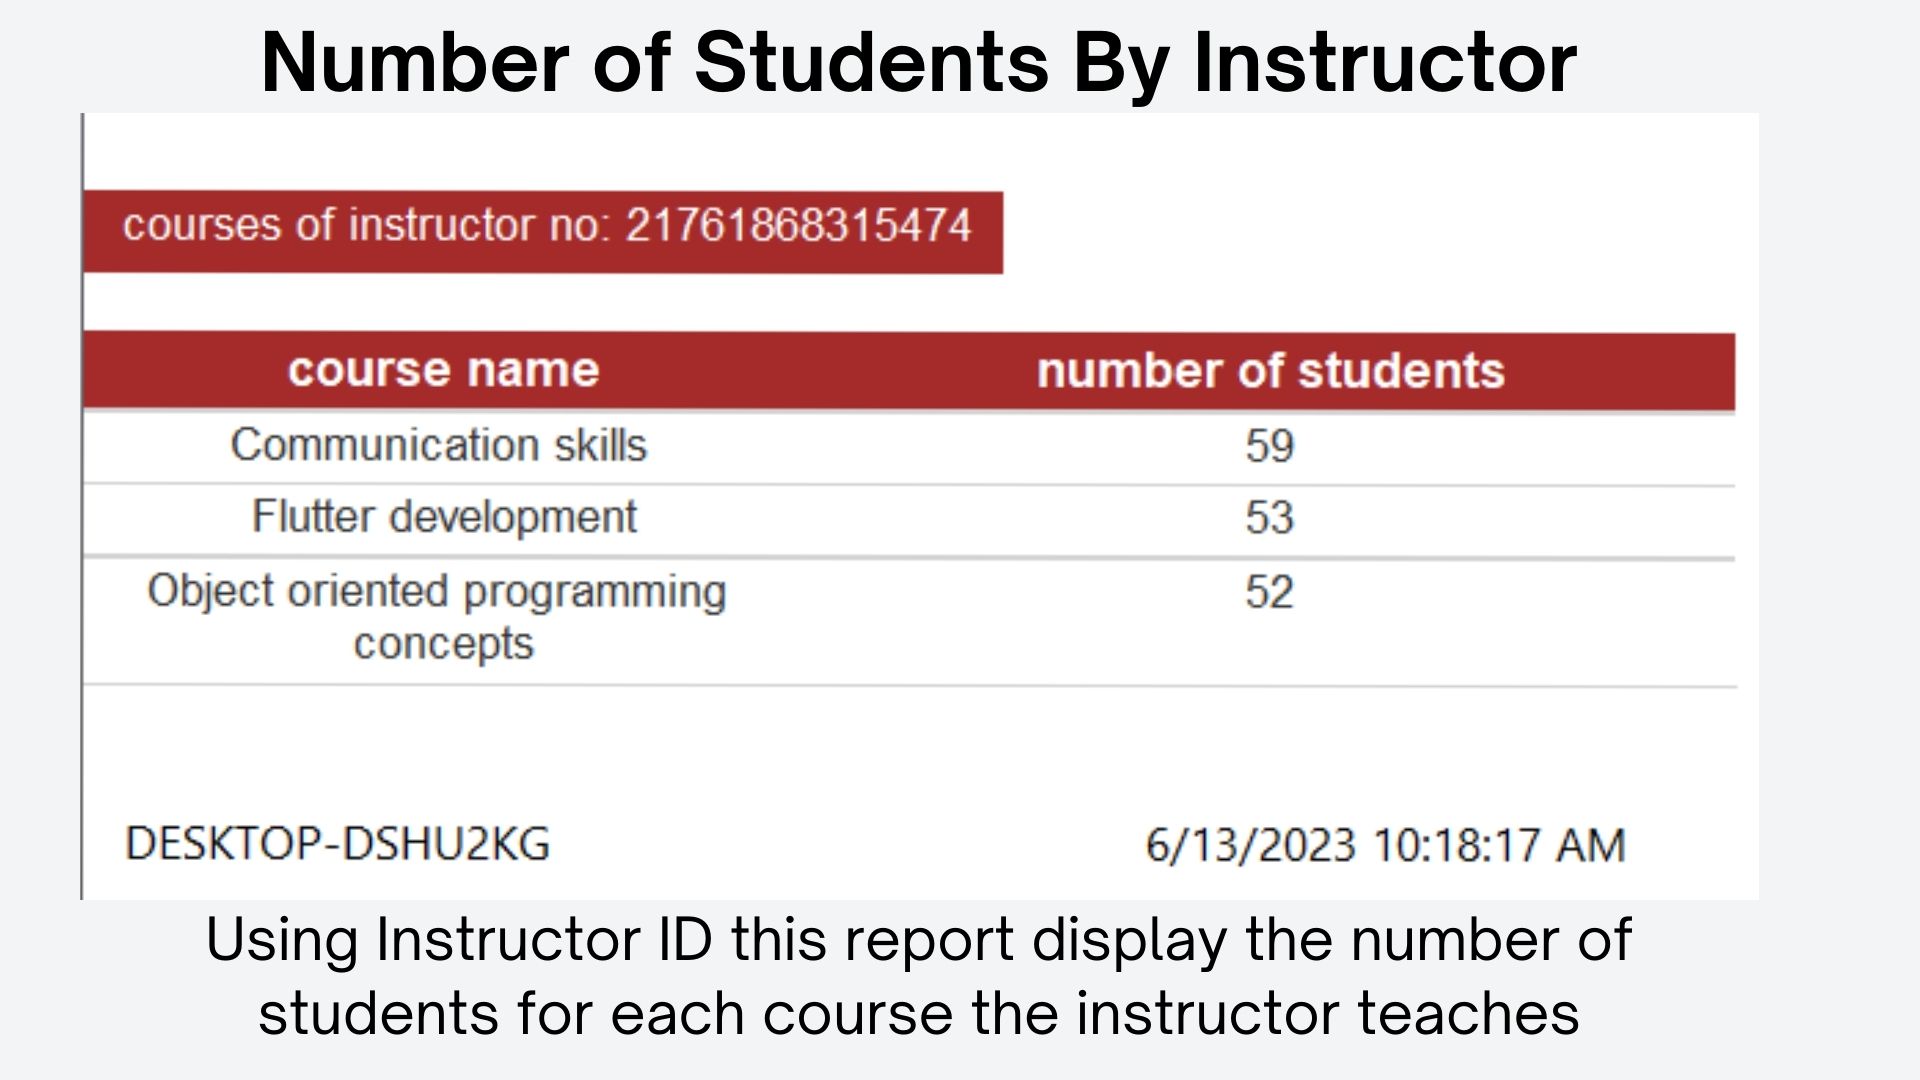 Number of Students By Instructor
courses of instructor no: 21761868315474
course name number of students
Communication skills 59
Flutter development 53
Object oriented programming 52
concepts
DESKTOP-DSHU2KG 6/13/2023 10:18:17 AM
Using Instructor ID this report display the number of
students for each course the instructor teaches